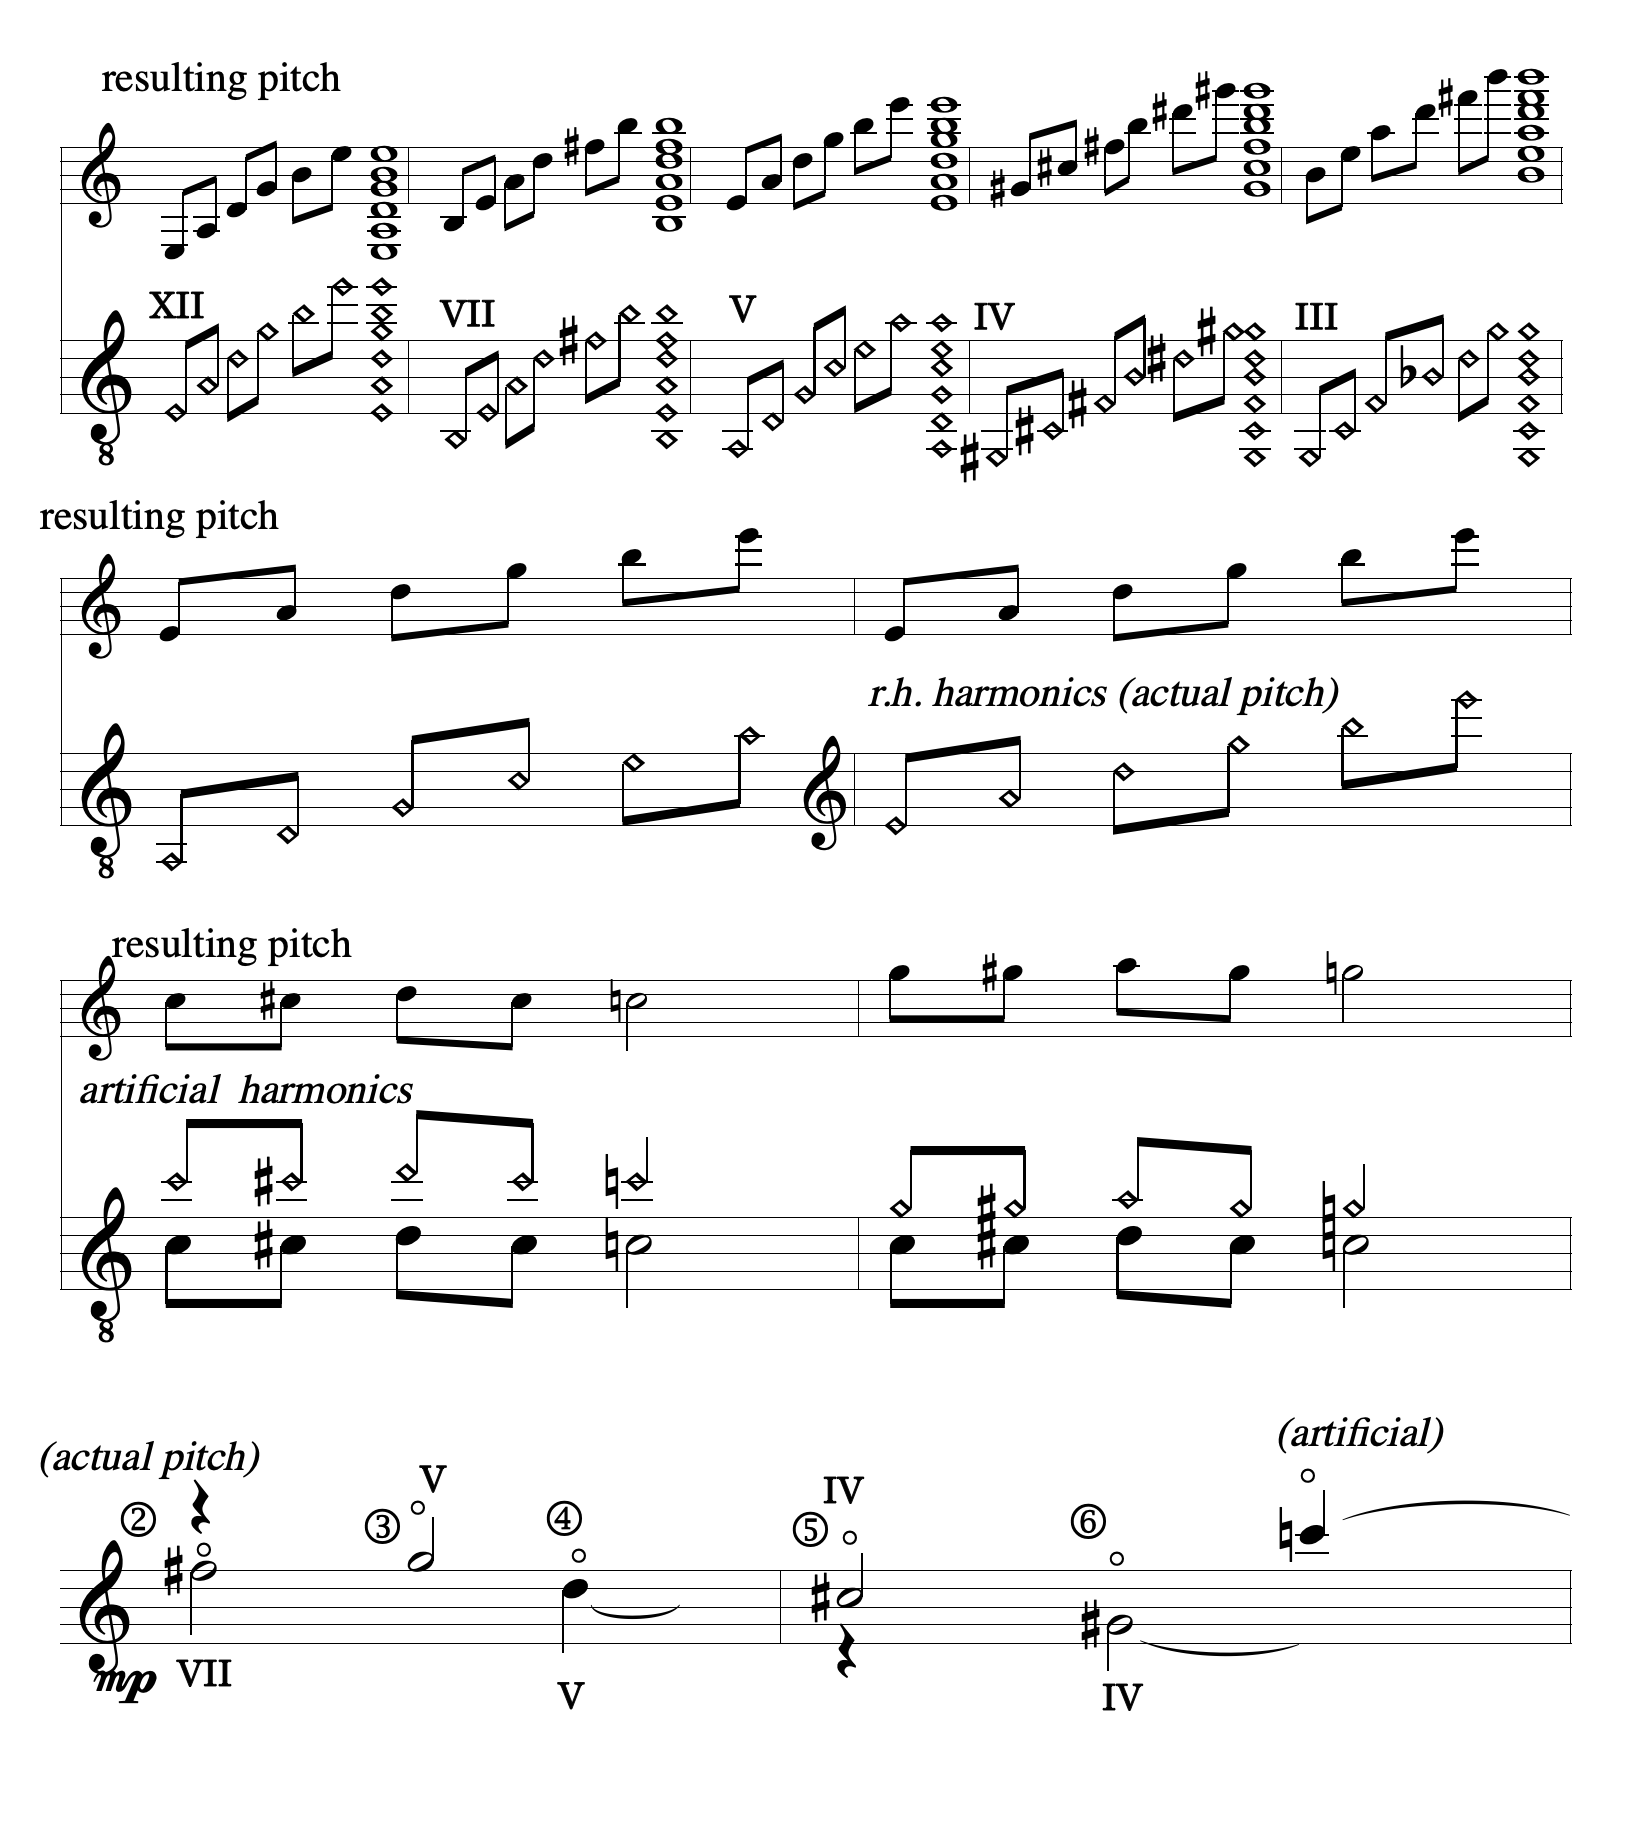 resulting pitch
XII VII V IV III
8
resulting pitch
r.h. harmonics (actual pitch)
8
resulting pitch
artificial harmonics
8
(artificial)
(actual pitch)
V IV
② ③ ④ ⑤ ⑥
mp VII V IV